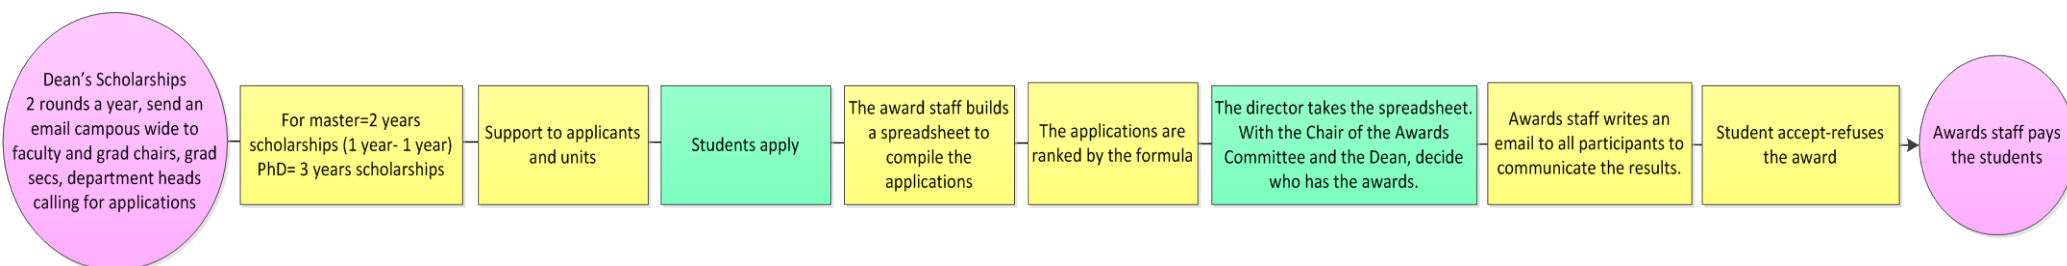 Dean's Scholarships
2 rounds a year, send an
email campous wide to
faculty and grad chairs, grad
secs, department heads
calling for applications
For master=2 years
scholarships (1 year- 1 year)
PhD= 3 years scholarships
Support to applicants
and units
Students apply
The award staff builds
a spreadsheet to
compile the
applications
The applications are
ranked by the formula
The director takes the spreadsheet.
With the Chair of the Awards
Committee and the Dean, decide
who has the awards.
Awards staff writes an
email to all participants to
communicate the results.
Student accept-refuses
the award
Awards staff pays
the students